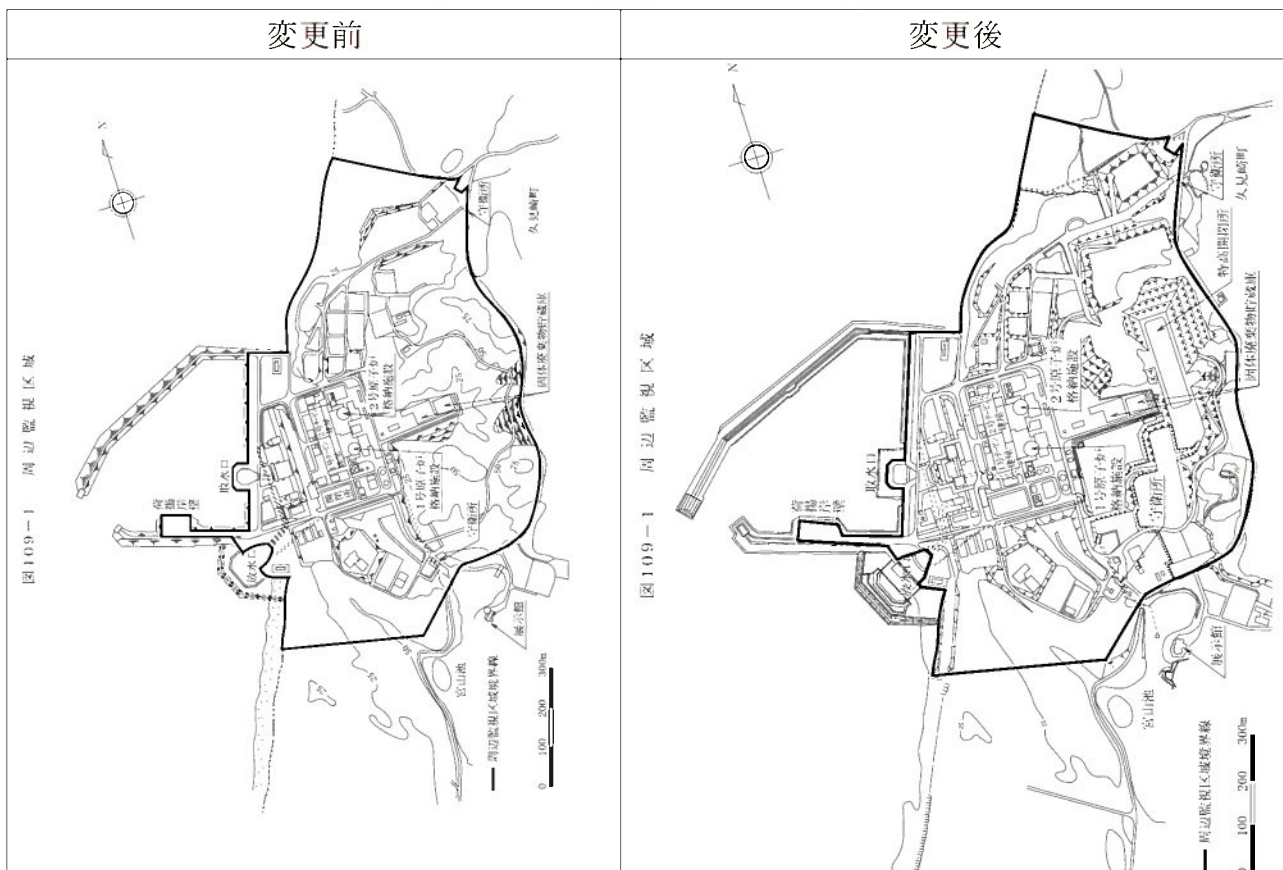 変更前
変更後
図109-1 周辺監視区域
N
守衛所
久見崎町
固体廃棄物貯蔵庫
2号原子炉
格納施設
1号原子炉
格納施設
守衛所
取水口
荷揚岸壁
放水口
展示館
宮山池
周辺監視区域境界線
0 100 200 300m
図109-1 周辺監視区域
N
守衛所
久見崎町
特高開閉所
固体廃棄物貯蔵庫
2号原子炉
格納施設
1号原子炉
格納施設
守衛所
取水口
荷揚岸壁
展示館
宮山池
周辺監視区域境界線
100 200 300m